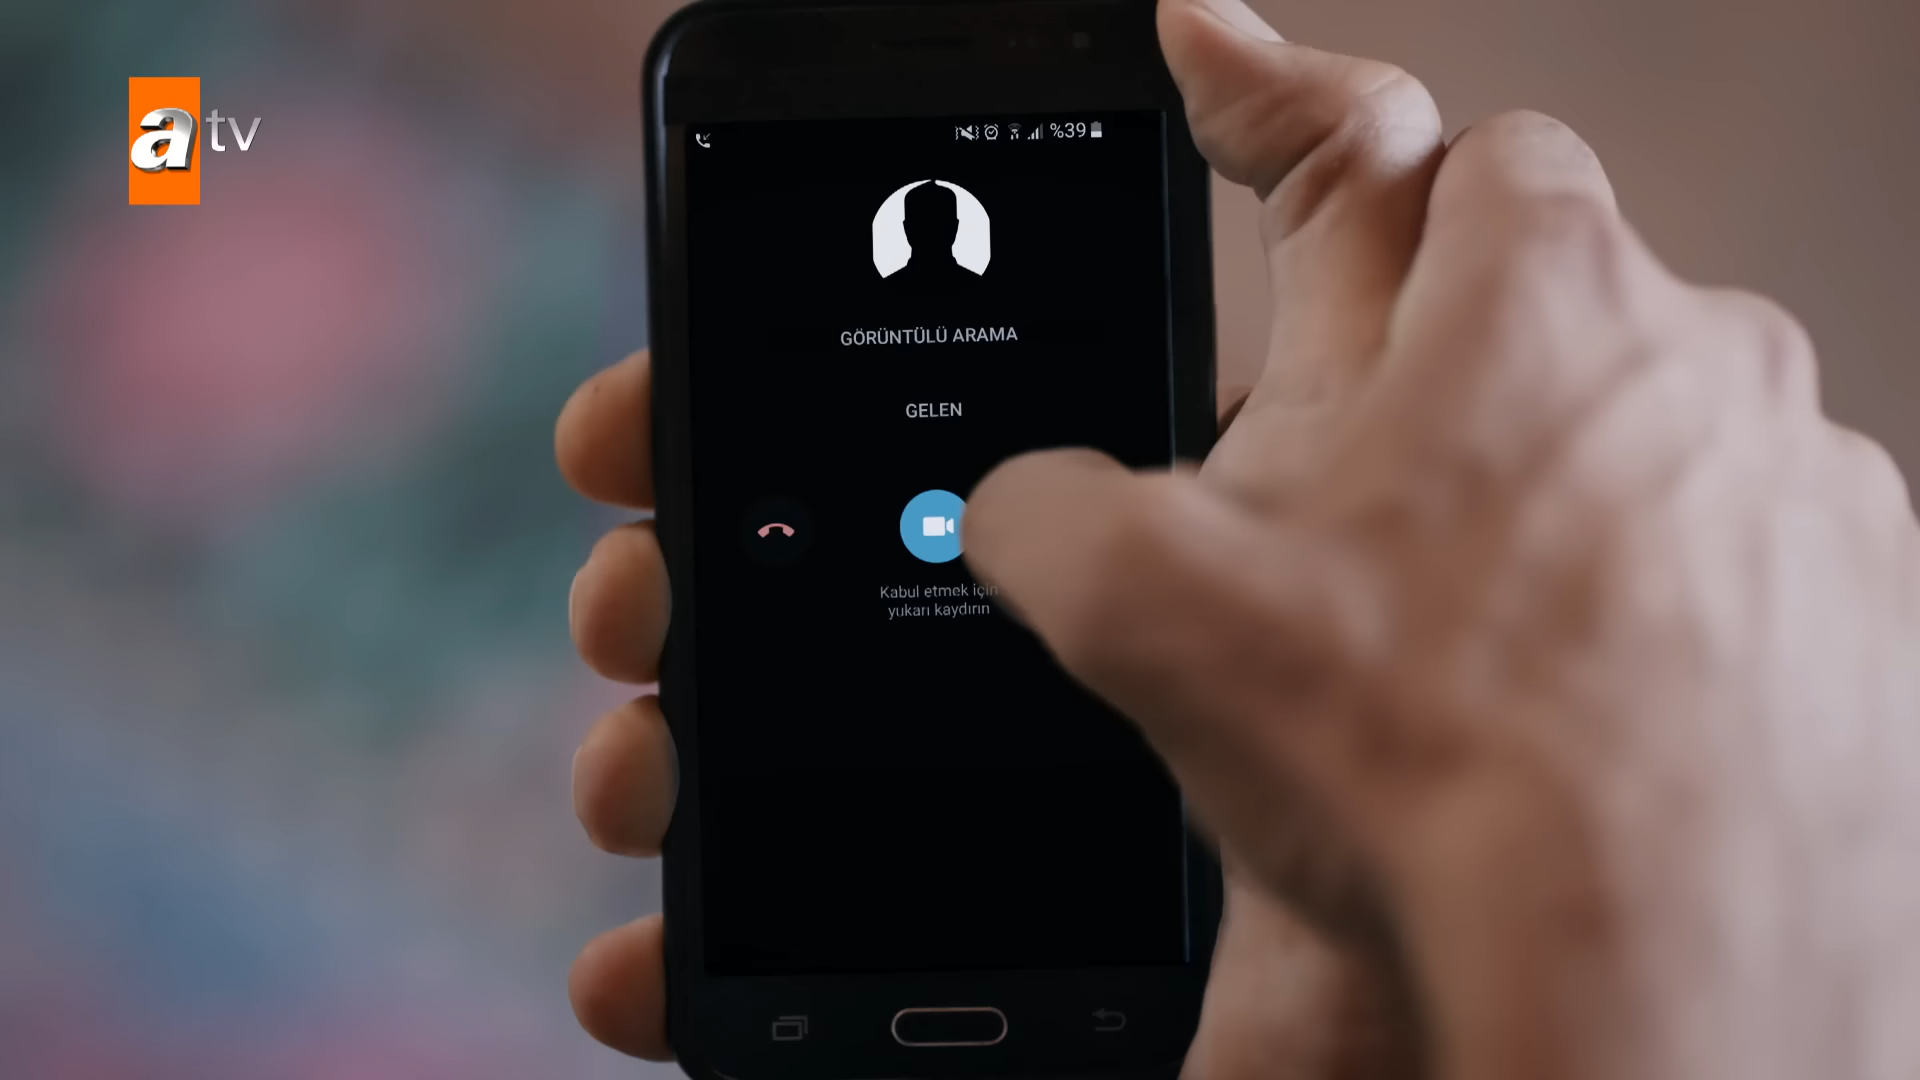 atv
%39
GÖRÜNTÜLÜ ARAMA
GELEN
Kabul etmek için
yukarı kaydırın